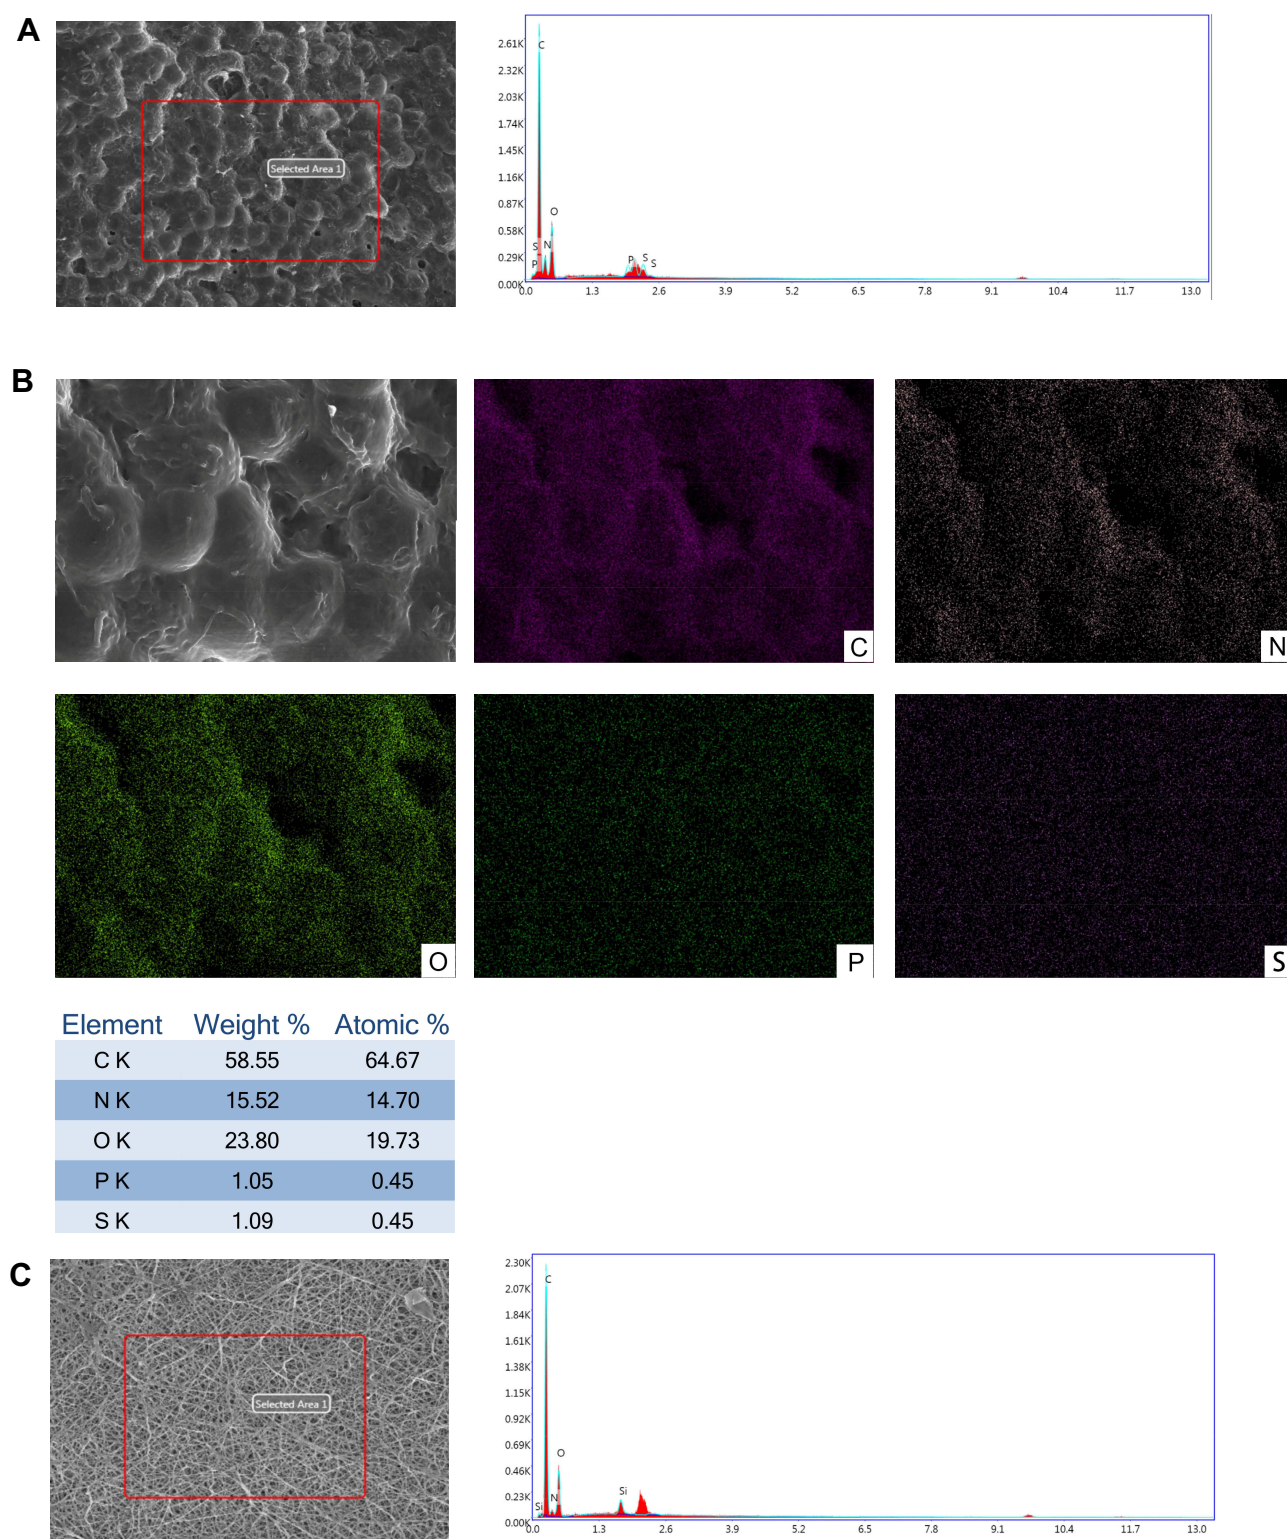 A
Selected Area 1
2.61K
2.32K
2.03K
1.74K
1.45K
1.16K
0.87K
0.58K
0.29K
0.00K
C
O
S
N
P
P
S
S
0.0 1.3 2.6 3.9 5.2 6.5 7.8 9.1 10.4 11.7 13.0
B
C
N
O
P
S
Element Weight % Atomic %
C K 58.55 64.67
N K 15.52 14.70
O K 23.80 19.73
P K 1.05 0.45
S K 1.09 0.45
C
Selected Area 1
2.30K
2.07K
1.84K
1.61K
1.38K
1.15K
0.92K
0.69K
0.46K
0.23K
0.00K
C
O
Si
N
Si
0.0 1.3 2.6 3.9 5.2 6.5 7.8 9.1 10.4 11.7 13.0